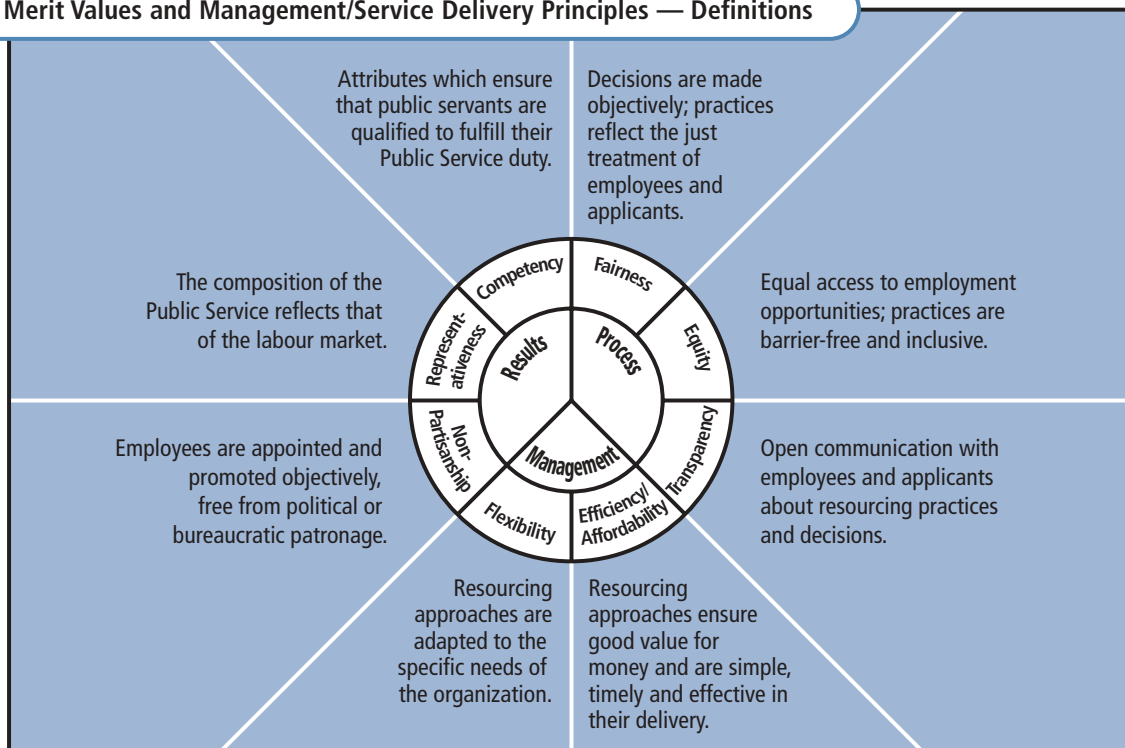 Merit Values and Management/Service Delivery Principles — Definitions
Attributes which ensure
that public servants are
qualified to fulfill their
Public Service duty.
Decisions are made
objectively; practices
reflect the just
treatment of
employees and
applicants.
The composition of the
Public Service reflects that
of the labour market.
Equal access to employment
opportunities; practices are
barrier-free and inclusive.
Competency
Fairness
Represent-
ativeness
Results
Process
Equity
Non-
Partisanship
Management
Transparency
Flexibility
Efficiency/
Affordability
Employees are appointed and
promoted objectively,
free from political or
bureaucratic patronage.
Open communication with
employees and applicants
about resourcing practices
and decisions.
Resourcing
approaches are
adapted to the
specific needs of
the organization.
Resourcing
approaches ensure
good value for
money and are simple,
timely and effective in
their delivery.